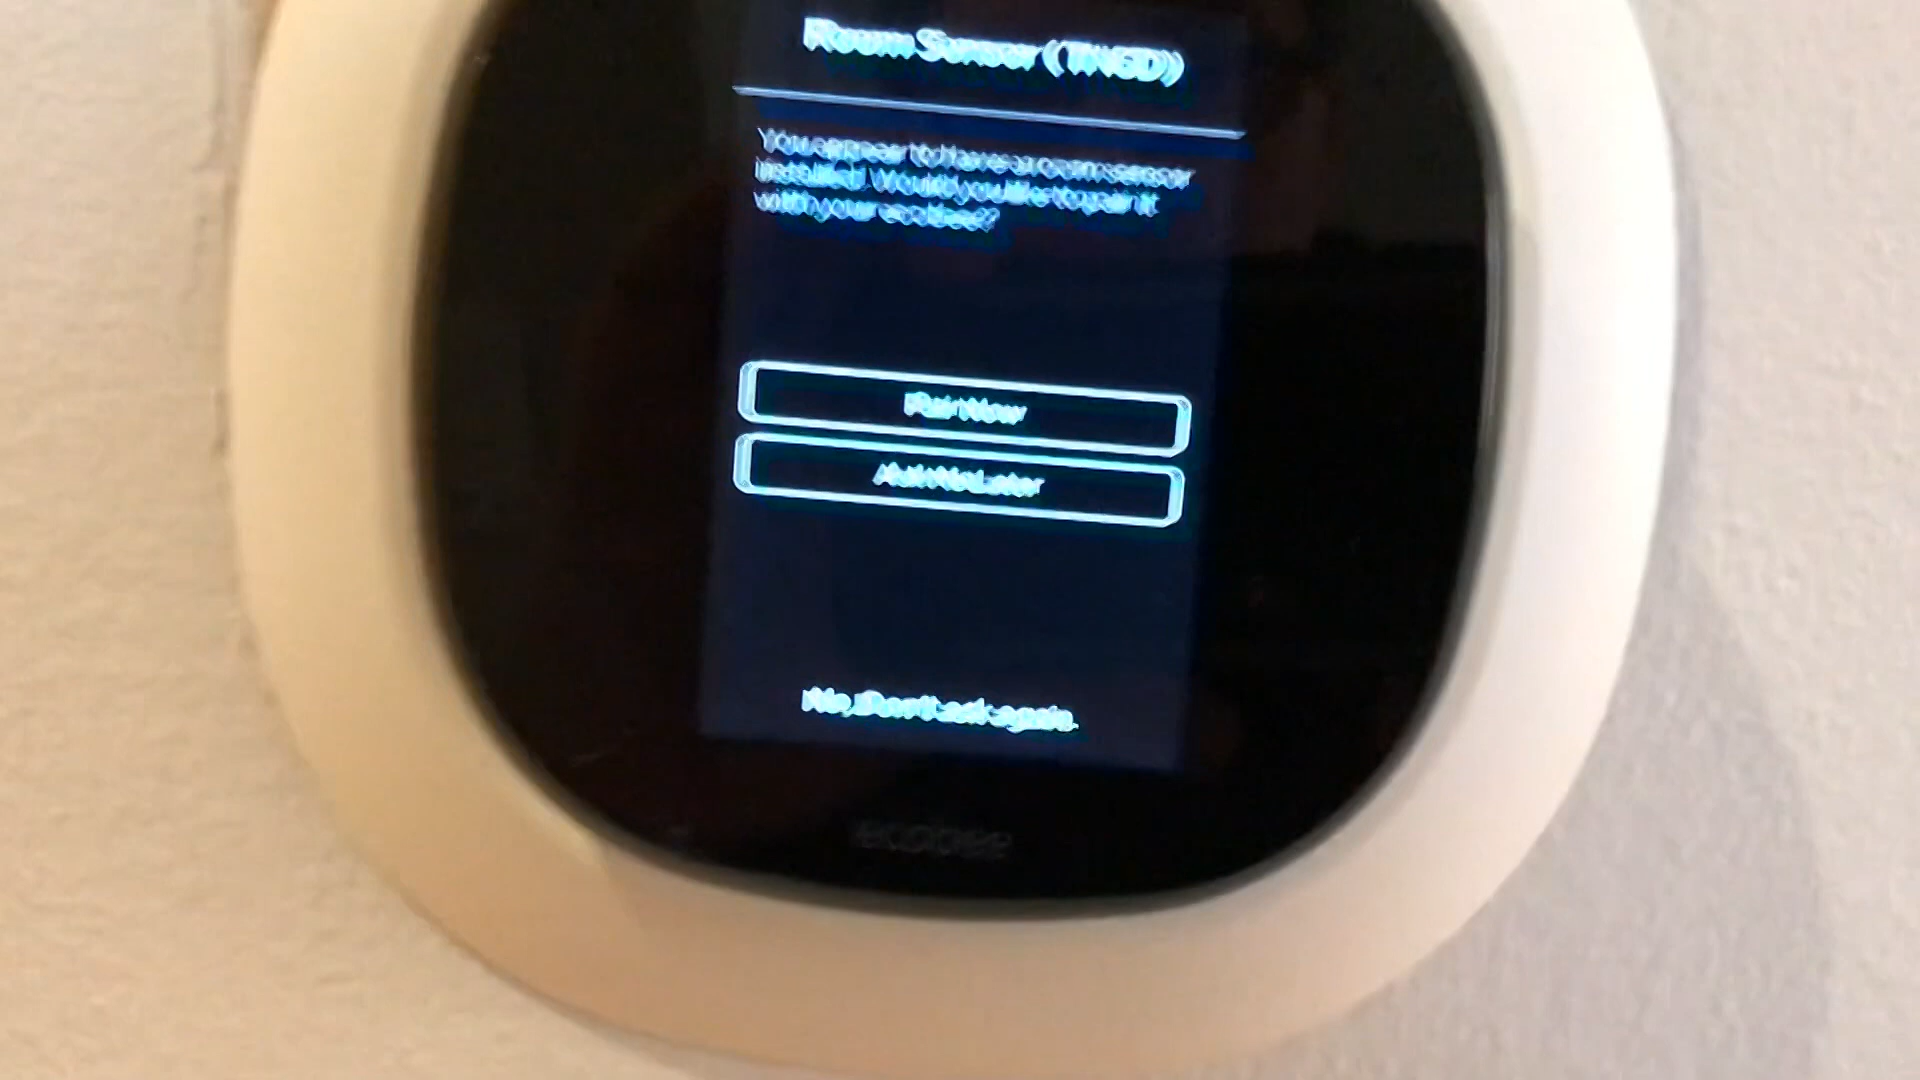 Room Sensor (TNGD)
You appear to have a room sensor
installed. Would you like to pair it
with your ecobee?
Pair Now
Ask Me Later
No, Don't ask again.
ecobee